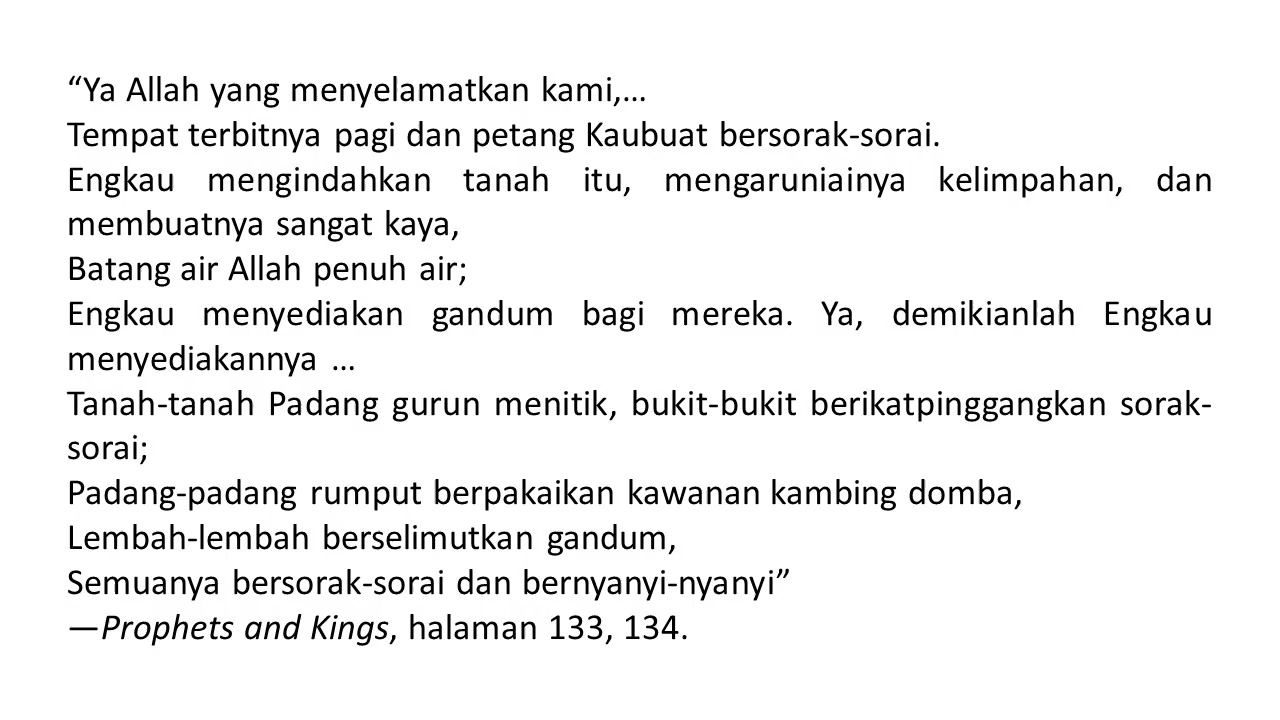 “Ya Allah yang menyelamatkan kami,…
Tempat terbitnya pagi dan petang Kaubuat bersorak-sorai.
Engkau mengindahkan tanah itu, mengaruniainya kelimpahan, dan
membuatnya sangat kaya,
Batang air Allah penuh air;
Engkau menyediakan gandum bagi mereka. Ya, demikianlah Engkau
menyediakannya …
Tanah-tanah Padang gurun menitik, bukit-bukit berikatpinggangkan sorak-
sorai;
Padang-padang rumput berpakaikan kawanan kambing domba,
Lembah-lembah berselimutkan gandum,
Semuanya bersorak-sorai dan bernyanyi-nyanyi”
—Prophets and Kings, halaman 133, 134.